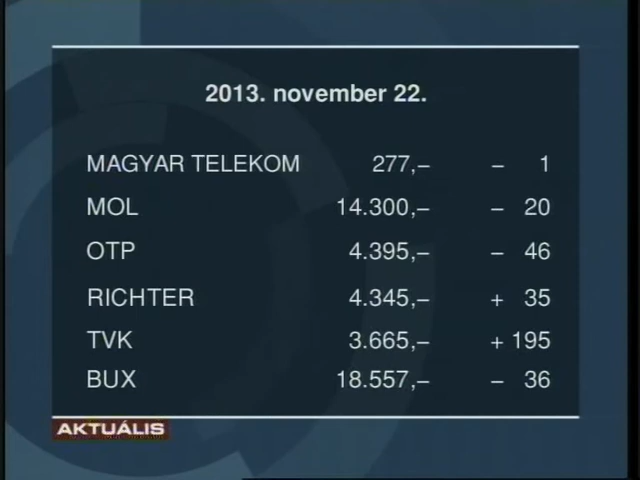 2013. november 22.
MAGYAR TELEKOM 277,– – 1
MOL 14.300,– – 20
OTP 4.395,– – 46
RICHTER 4.345,– + 35
TVK 3.665,– + 195
BUX 18.557,– – 36
AKTUÁLIS